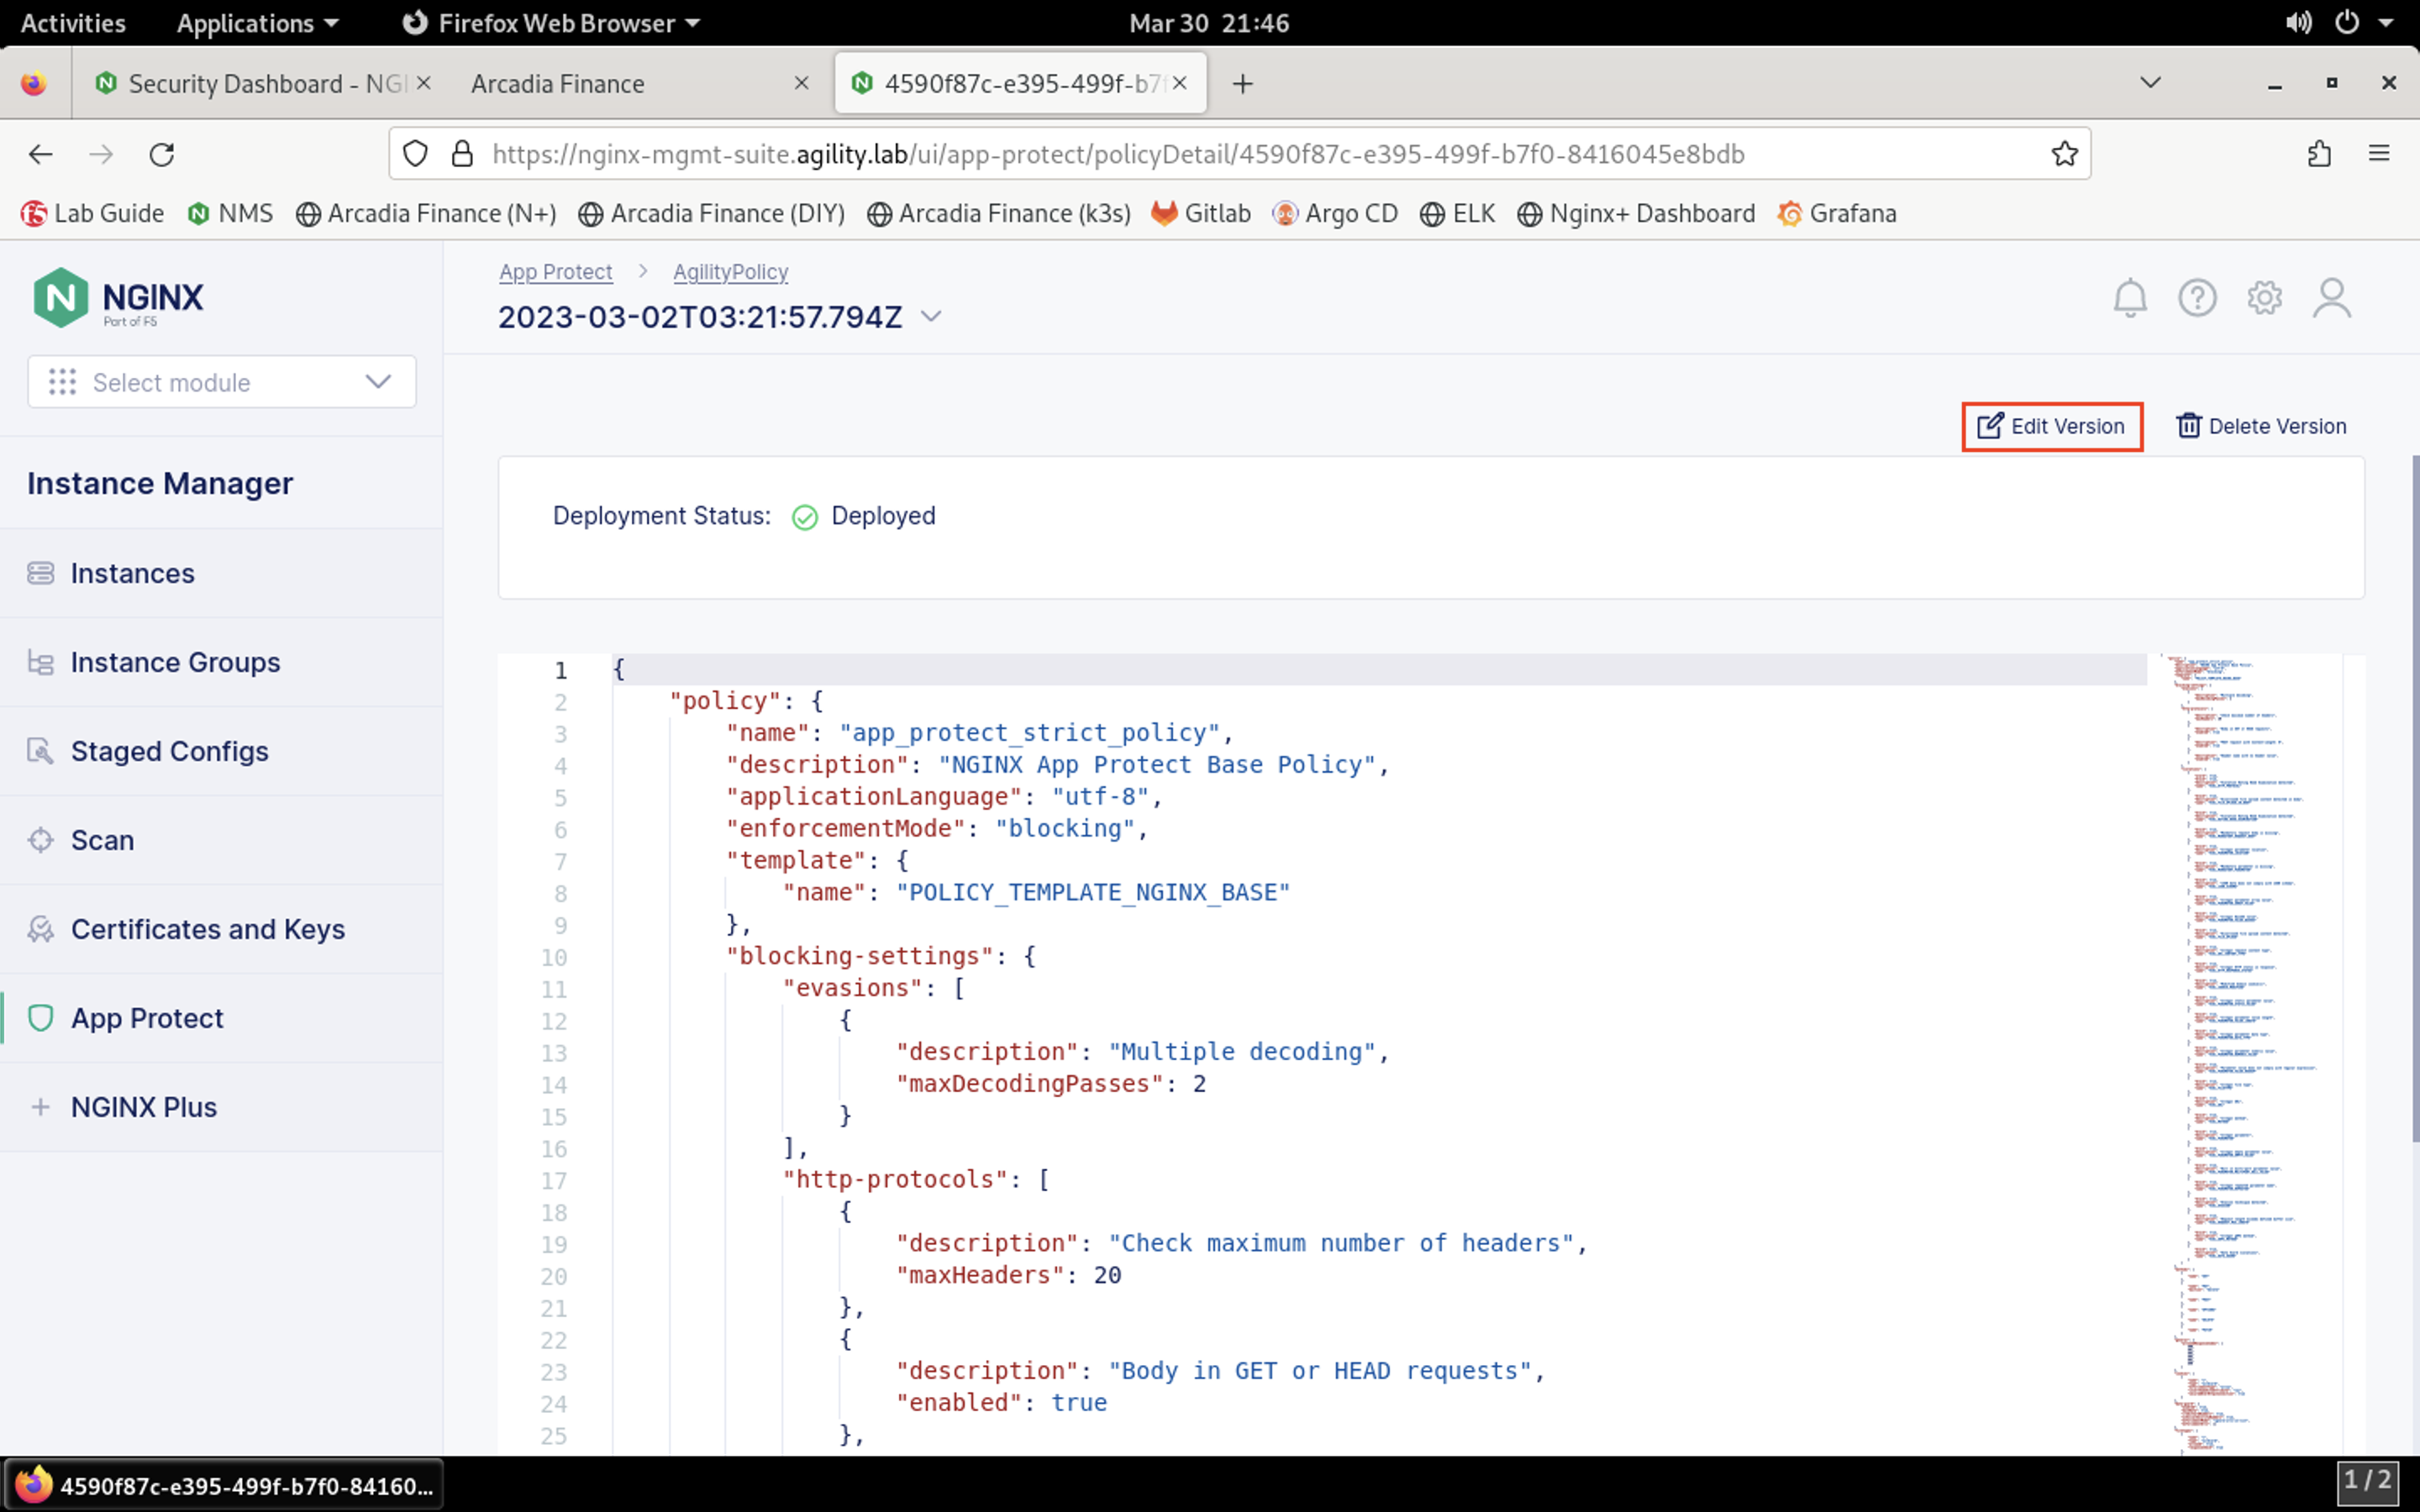 Activities Applications Firefox Web Browser Mar 30 21:46
Security Dashboard - NGI Arcadia Finance 4590f87c-e395-499f-b7f
https://nginx-mgmt-suite.agility.lab/ui/app-protect/policyDetail/4590f87c-e395-499f-b7f0-8416045e8bdb
Lab Guide NMS Arcadia Finance (N+) Arcadia Finance (DIY) Arcadia Finance (k3s) Gitlab Argo CD ELK Nginx+ Dashboard Grafana
NGINX
Part of F5
Select module
Instance Manager
Instances
Instance Groups
Staged Configs
Scan
Certificates and Keys
App Protect
NGINX Plus
App Protect > AgilityPolicy
2023-03-02T03:21:57.794Z
Edit Version Delete Version
Deployment Status: Deployed
1 {
2 "policy": {
3 "name": "app_protect_strict_policy",
4 "description": "NGINX App Protect Base Policy",
5 "applicationLanguage": "utf-8",
6 "enforcementMode": "blocking",
7 "template": {
8 "name": "POLICY_TEMPLATE_NGINX_BASE"
9 },
10 "blocking-settings": {
11 "evasions": [
12 {
13 "description": "Multiple decoding",
14 "maxDecodingPasses": 2
15 }
16 ],
17 "http-protocols": [
18 {
19 "description": "Check maximum number of headers",
20 "maxHeaders": 20
21 },
22 {
23 "description": "Body in GET or HEAD requests",
24 "enabled": true
25 },
4590f87c-e395-499f-b7f0-84160...
1 / 2